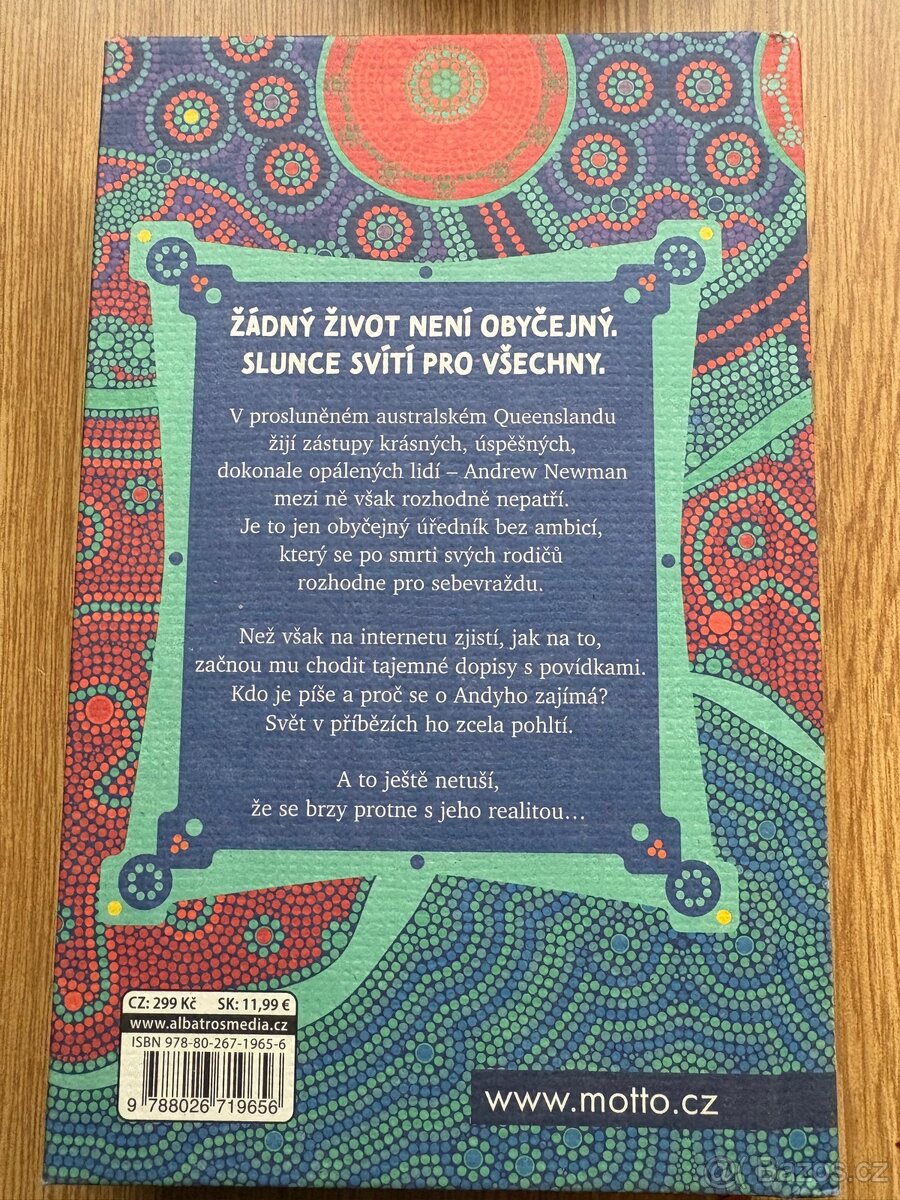 ŽÁDNÝ ŽIVOT NENÍ OBYČEJNÝ.
SLUNCE SVÍTÍ PRO VŠECHNY.
V prosluněném australském Queenslandu
žijí zástupy krásných, úspěšných,
dokonale opálených lidí – Andrew Newman
mezi ně však rozhodně nepatří.
Je to jen obyčejný úředník bez ambicí,
který se po smrti svých rodičů
rozhodne pro sebevraždu.
Než však na internetu zjistí, jak na to,
začnou mu chodit tajemné dopisy s povídkami.
Kdo je píše a proč se o Andyho zajímá?
Svět v příbězích ho zcela pohltí.
A to ještě netuší,
že se brzy protne s jeho realitou…
CZ: 299 Kč SK: 11,99 €
www.albatrosmedia.cz
ISBN 978-80-267-1965-6
9 788026 719656
www.motto.cz
@ Bazos.cz